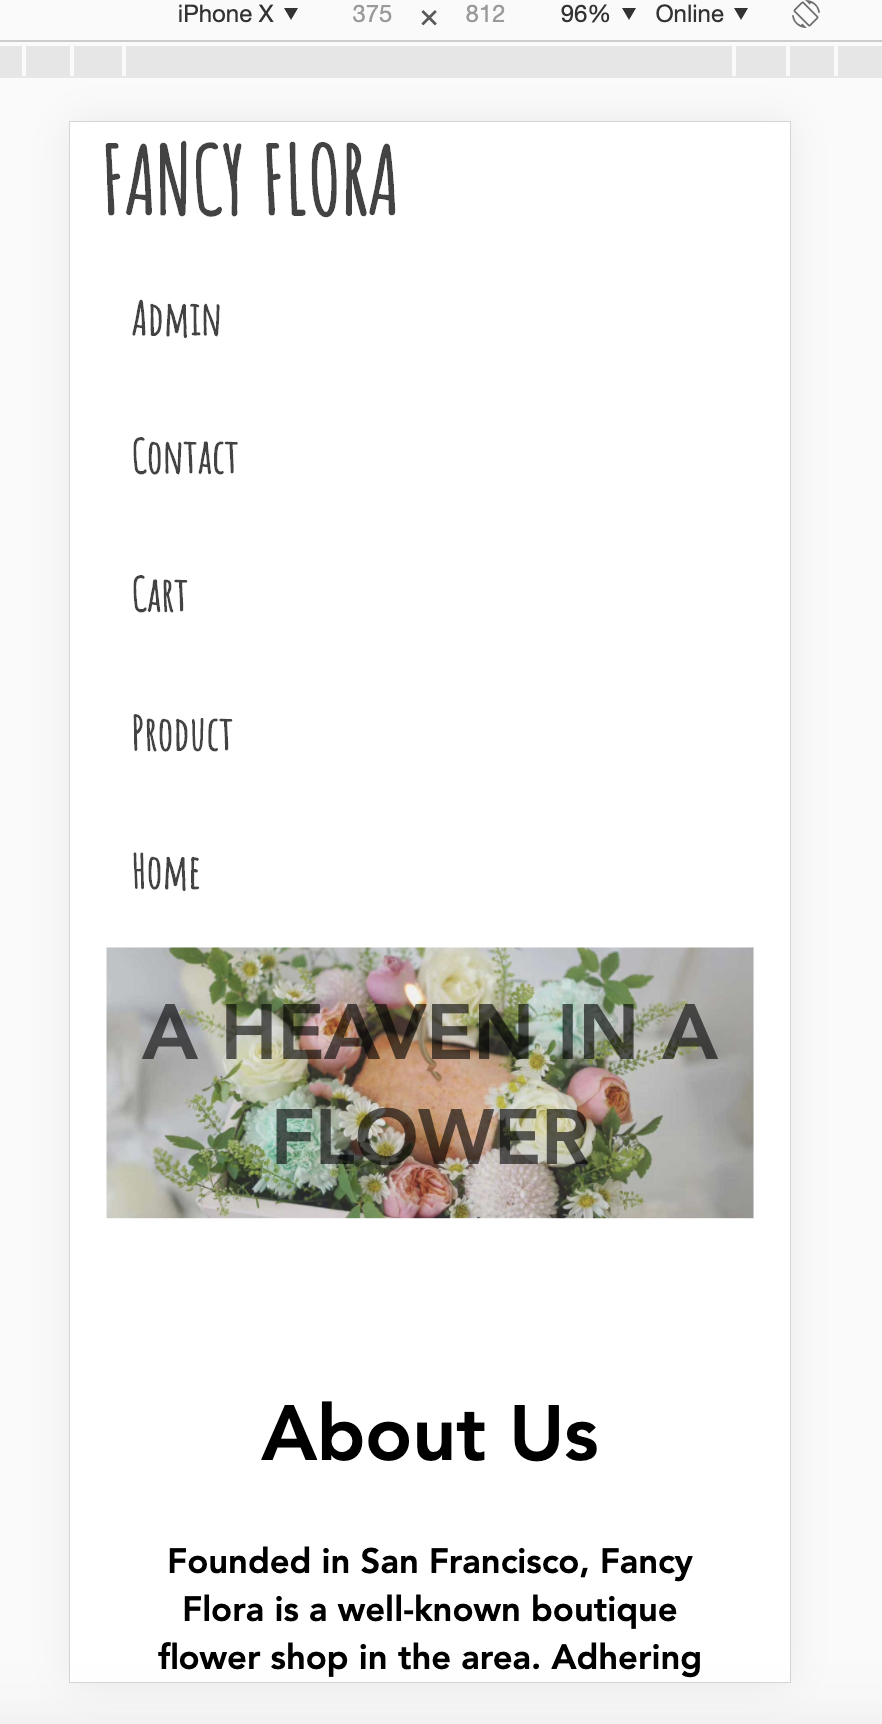 iPhone X ▼ 375 × 812 96% ▼ Online ▼
FANCY FLORA
Admin
Contact
Cart
Product
Home
A HEAVEN IN A
FLOWER
About Us
Founded in San Francisco, Fancy
Flora is a well-known boutique
flower shop in the area. Adhering